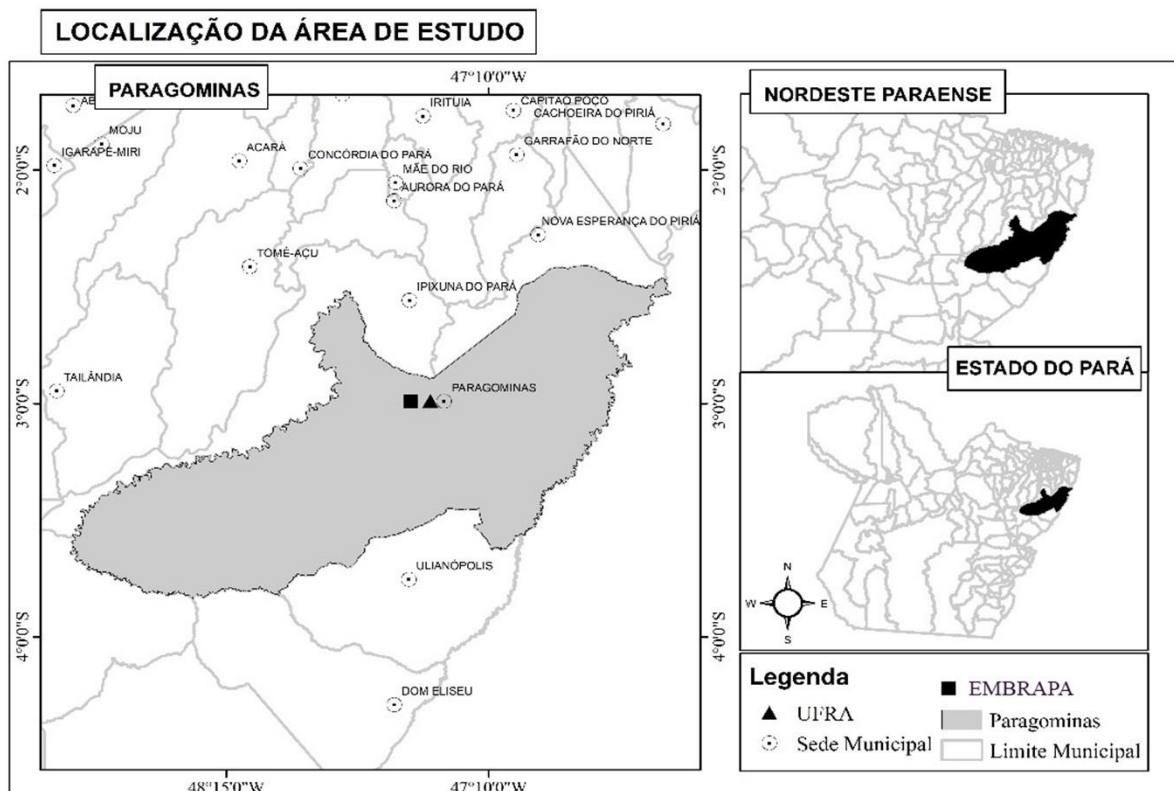 LOCALIZAÇÃO DA ÁREA DE ESTUDO
PARAGOMINAS
47°10'0"W
IRITUIA
CAPITÃO POÇO
CACHOEIRA DO PIRIÁ
MOJU
IGARAPÉ-MIRI
ACARÁ
CONCÓRDIA DO PARÁ
GARRAFÃO DO NORTE
MÃE DO RIO
AURORA DO PARÁ
2°0'0"S
2°0'0"S
NOVA ESPERANÇA DO PIRIÁ
TOMÉ-AÇU
IPIXUNA DO PARÁ
TAILÂNDIA
PARAGOMINAS
3°0'0"S
3°0'0"S
ULIANÓPOLIS
4°0'0"S
4°0'0"S
DOM ELISEU
48°15'0"W
47°10'0"W
NORDESTE PARAENSE
ESTADO DO PARÁ
N
W
E
S
Legenda
EMBRAPA
UFRA
Paragominas
Sede Municipal
Limite Municipal